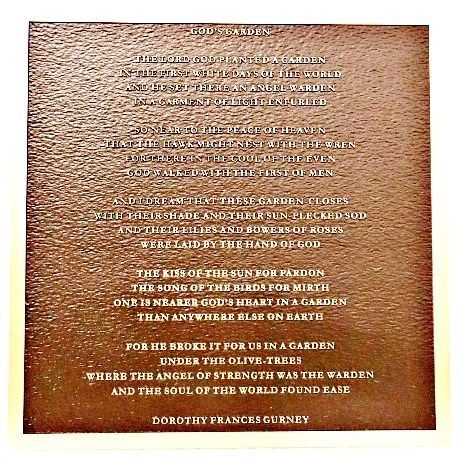 GOD'S GARDEN
THE LORD GOD PLANTED A GARDEN
IN THE FIRST WHITE DAYS OF THE WORLD
AND HE SET THERE AN ANGEL WARDEN
IN A GARMENT OF LIGHT ENFURLED
SO NEAR TO THE PEACE OF HEAVEN
THAT THE HAWK MIGHT NEST WITH THE WREN
FOR THERE IN THE COOL OF THE EVEN
GOD WALKED WITH THE FIRST OF MEN
AND I DREAM THAT THESE GARDEN-CLOSES
WITH THEIR SHADE AND THEIR SUN-FLECKED SOD
AND THEIR LILIES AND BOWERS OF ROSES
WERE LAID BY THE HAND OF GOD
THE KISS OF THE SUN FOR PARDON
THE SONG OF THE BIRDS FOR MIRTH
ONE IS NEARER GOD'S HEART IN A GARDEN
THAN ANYWHERE ELSE ON EARTH
FOR HE BROKE IT FOR US IN A GARDEN
UNDER THE OLIVE-TREES
WHERE THE ANGEL OF STRENGTH WAS THE WARDEN
AND THE SOUL OF THE WORLD FOUND EASE
DOROTHY FRANCES GURNEY